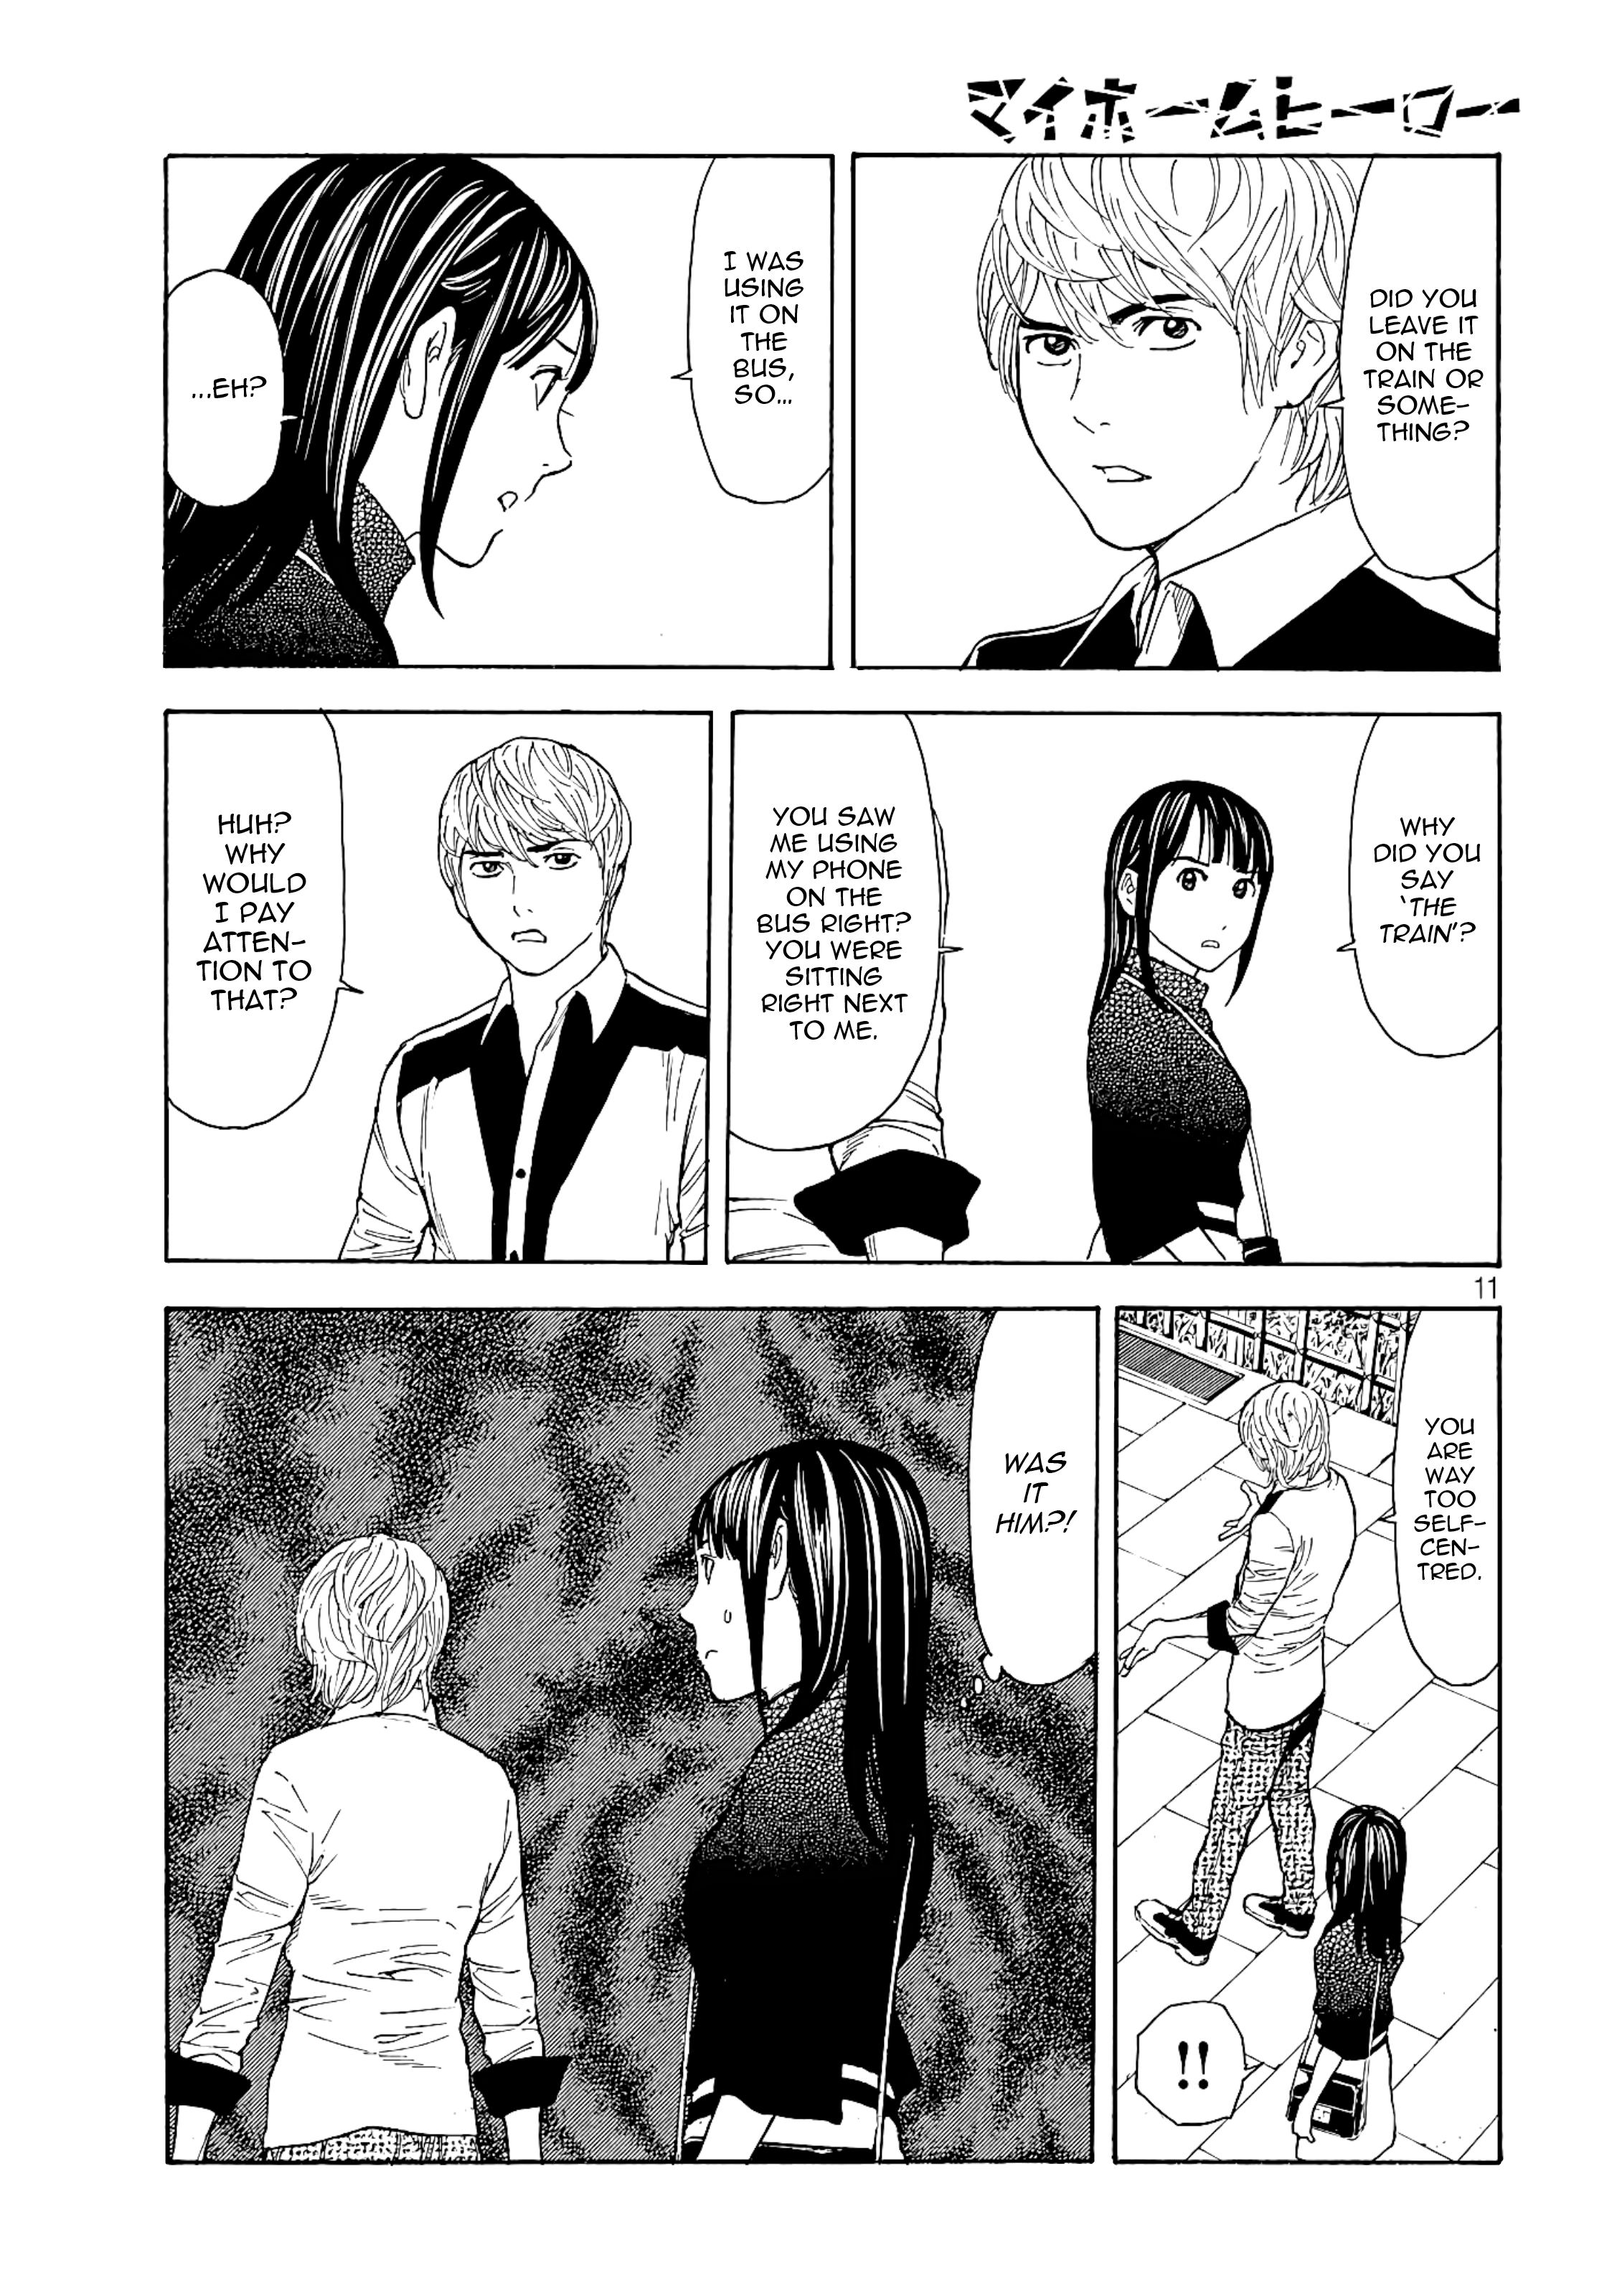 マイホームヒーロー
DID YOU
LEAVE IT
ON THE
TRAIN OR
SOME-
THING?
I WAS
USING
IT ON
THE
BUS,
SO...
...EH?
WHY
DID YOU
SAY
'THE
TRAIN'?
YOU SAW
ME USING
MY PHONE
ON THE
BUS RIGHT?
YOU WERE
SITTING
RIGHT NEXT
TO ME.
HUH?
WHY
WOULD
I PAY
ATTEN-
TION TO
THAT?
11
YOU
ARE
WAY
TOO
SELF-
CEN-
TRED.
!!
WAS
IT
HIM?!